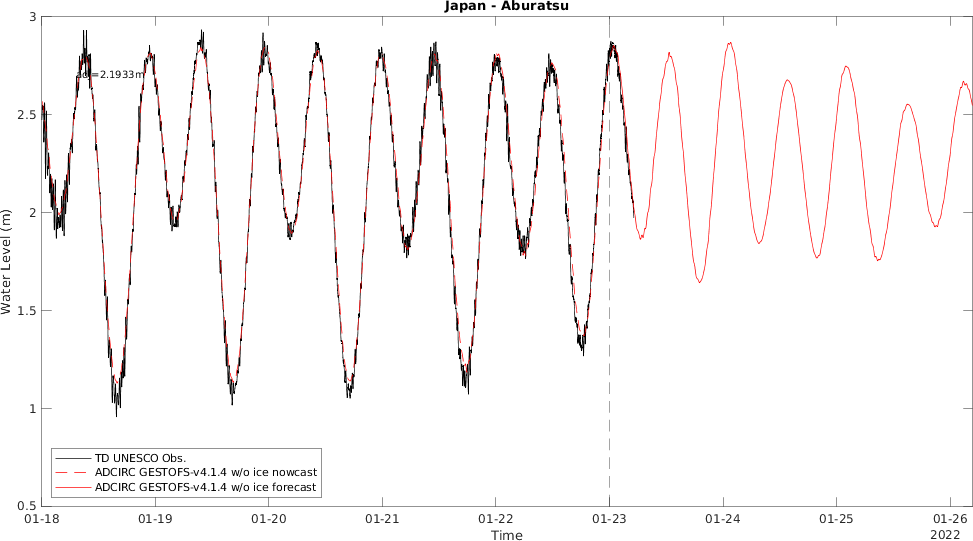 Japan - Aburatsu
3
2.5
2
1.5
1
0.5
Water Level (m)
=2.1933m
TD UNESCO Obs.
ADCIRC GESTOFS-v4.1.4 w/o ice nowcast
ADCIRC GESTOFS-v4.1.4 w/o ice forecast
01-18 01-19 01-20 01-21 01-22 01-23 01-24 01-25 01-26
Time
2022